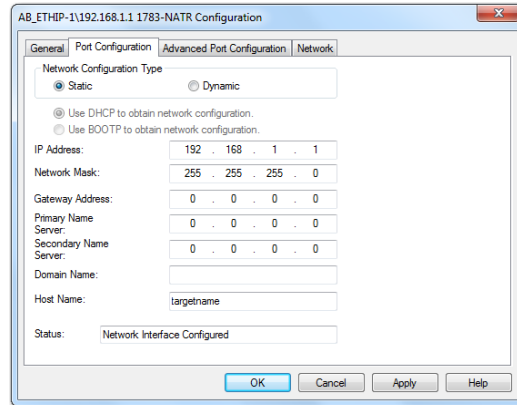 AB_ETHIP-1\192.168.1.1 1783-NATR Configuration
General Port Configuration Advanced Port Configuration Network
Network Configuration Type
Static Dynamic
Use DHCP to obtain network configuration.
Use BOOTP to obtain network configuration.
IP Address: 192 . 168 . 1 . 1
Network Mask: 255 . 255 . 255 . 0
Gateway Address: 0 . 0 . 0 . 0
Primary Name
Server: 0 . 0 . 0 . 0
Secondary Name
Server: 0 . 0 . 0 . 0
Domain Name:
Host Name: targetname
Status: Network Interface Configured
OK Cancel Apply Help